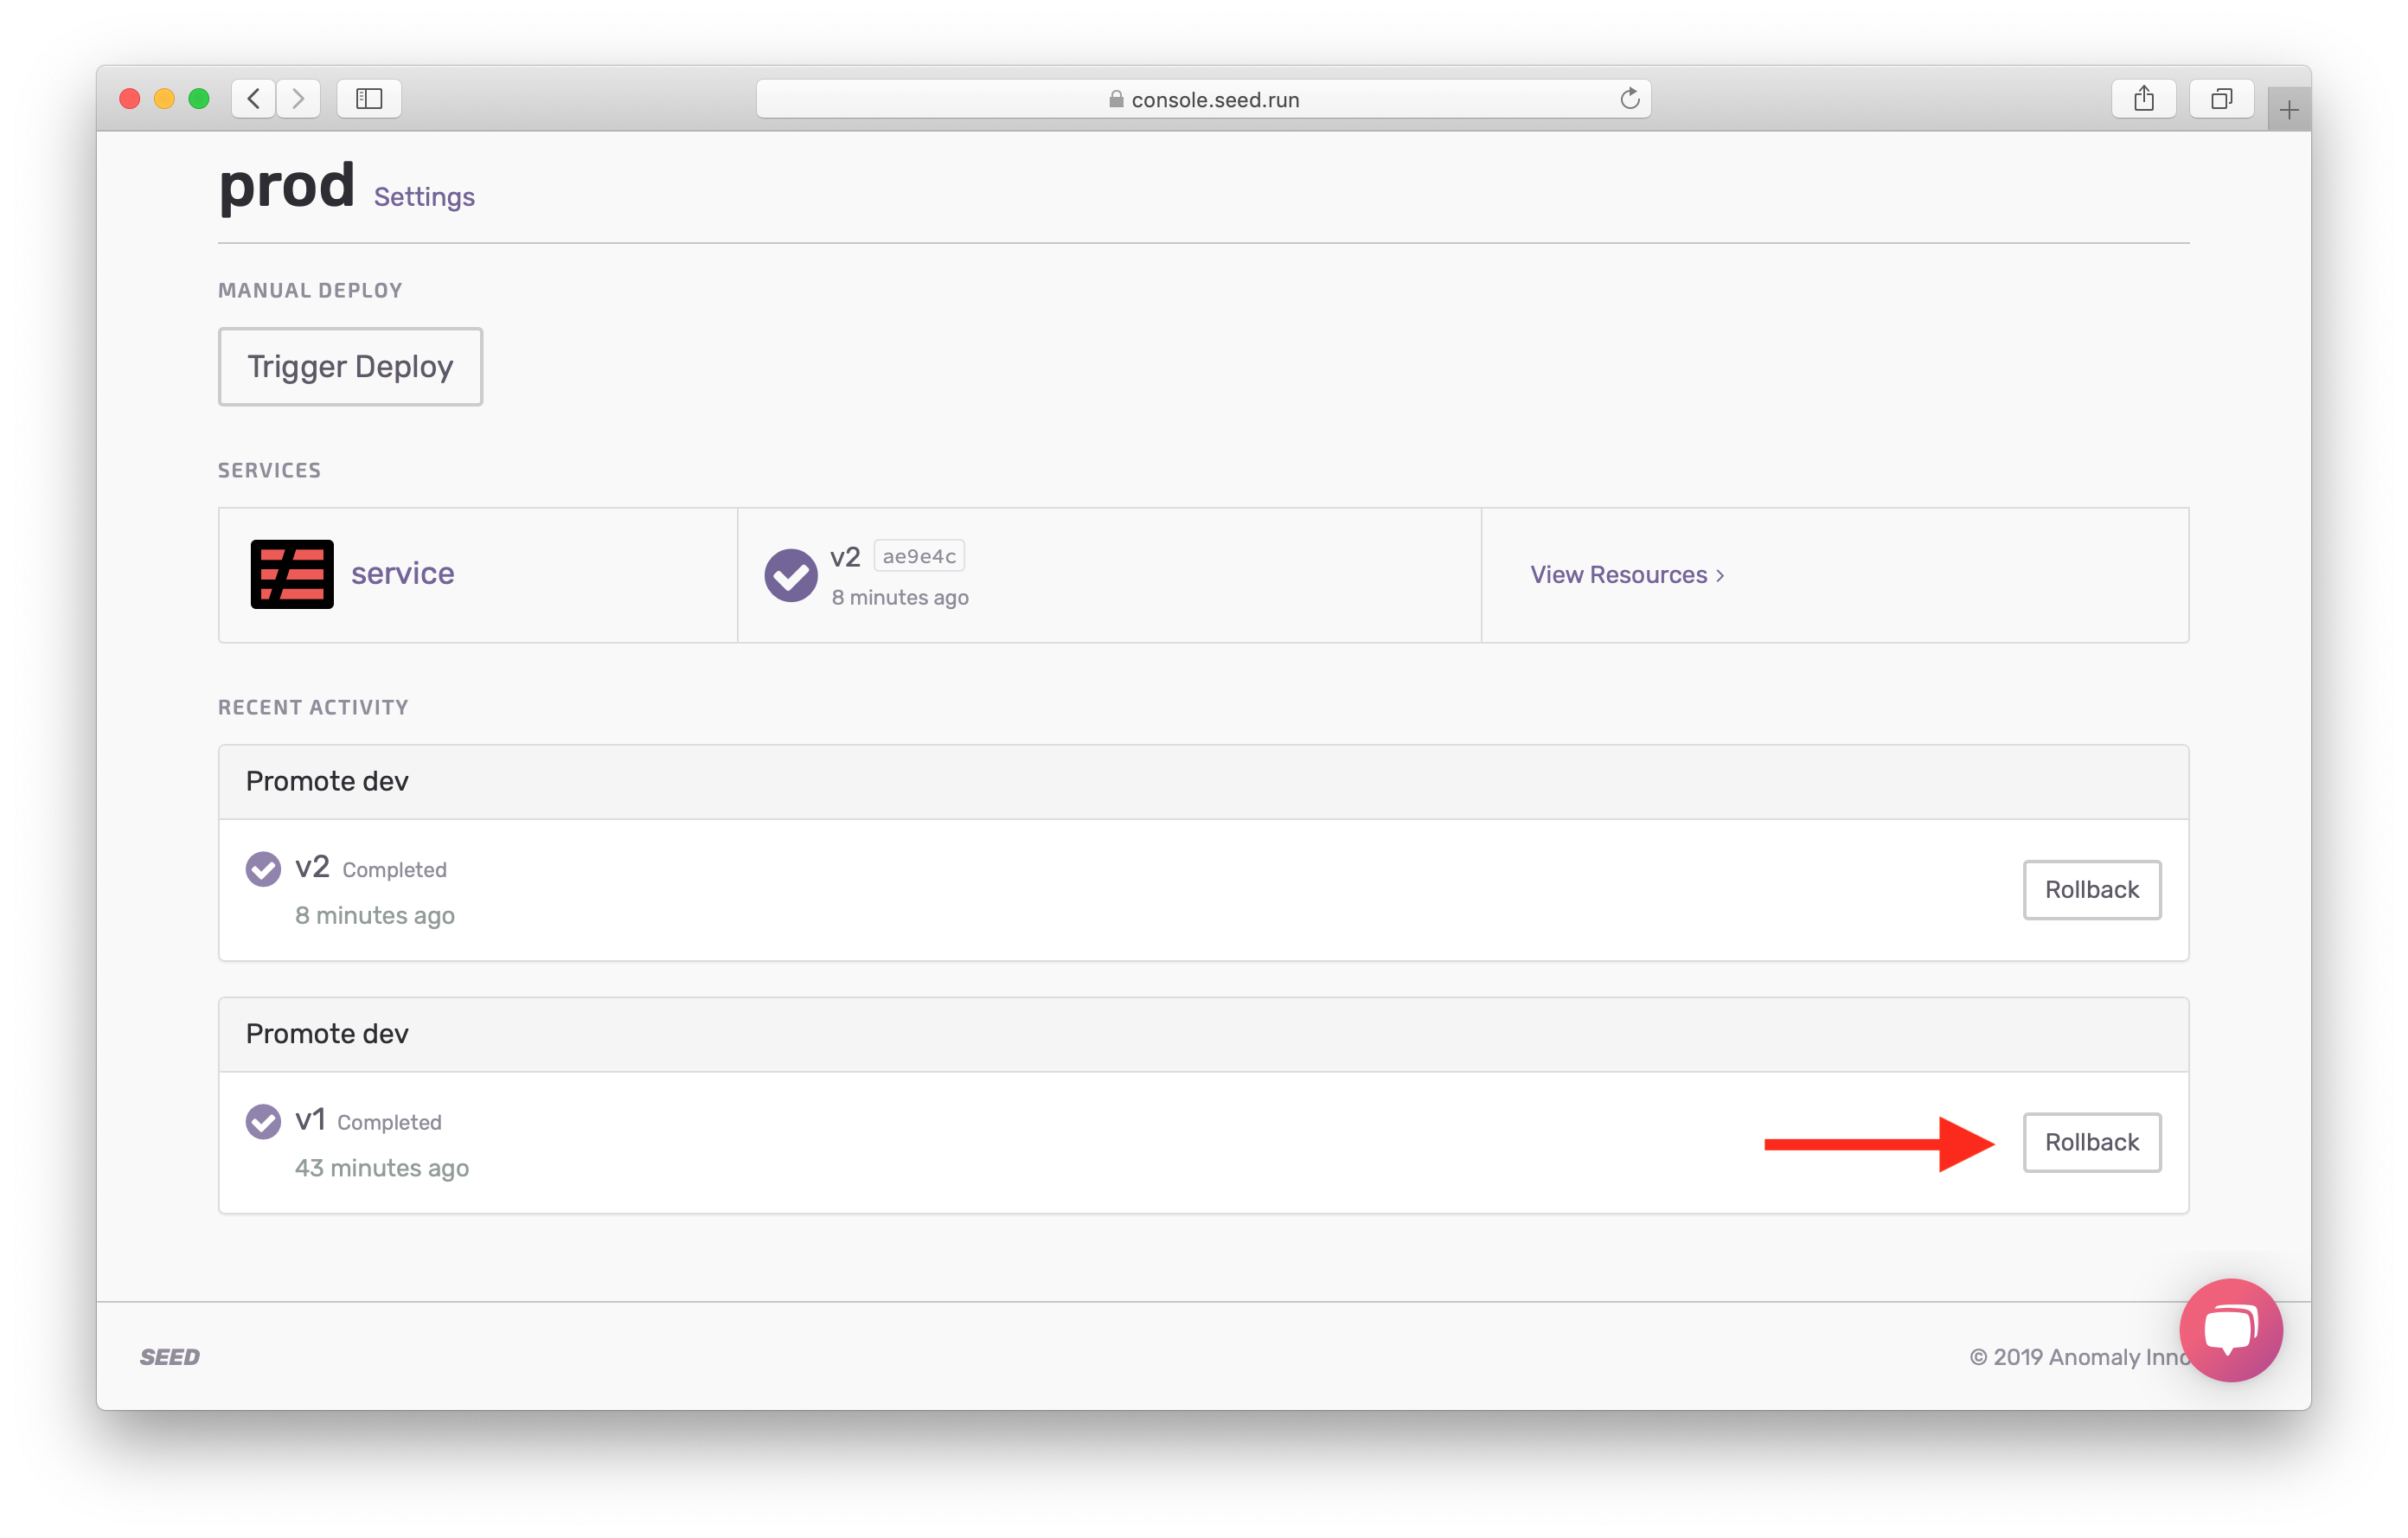 console.seed.run
prod Settings
MANUAL DEPLOY
Trigger Deploy
SERVICES
service
v2 ae9e4c
8 minutes ago
View Resources >
RECENT ACTIVITY
Promote dev
v2 Completed
8 minutes ago
Rollback
Promote dev
v1 Completed
43 minutes ago
Rollback
SEED
© 2019 Anomaly Inno